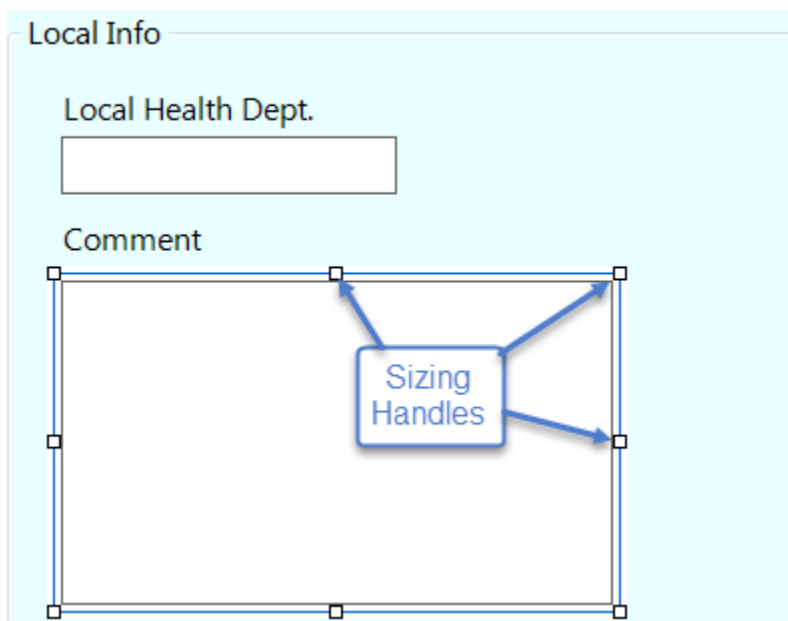 Local Info
Local Health Dept.
Comment
Sizing
Handles